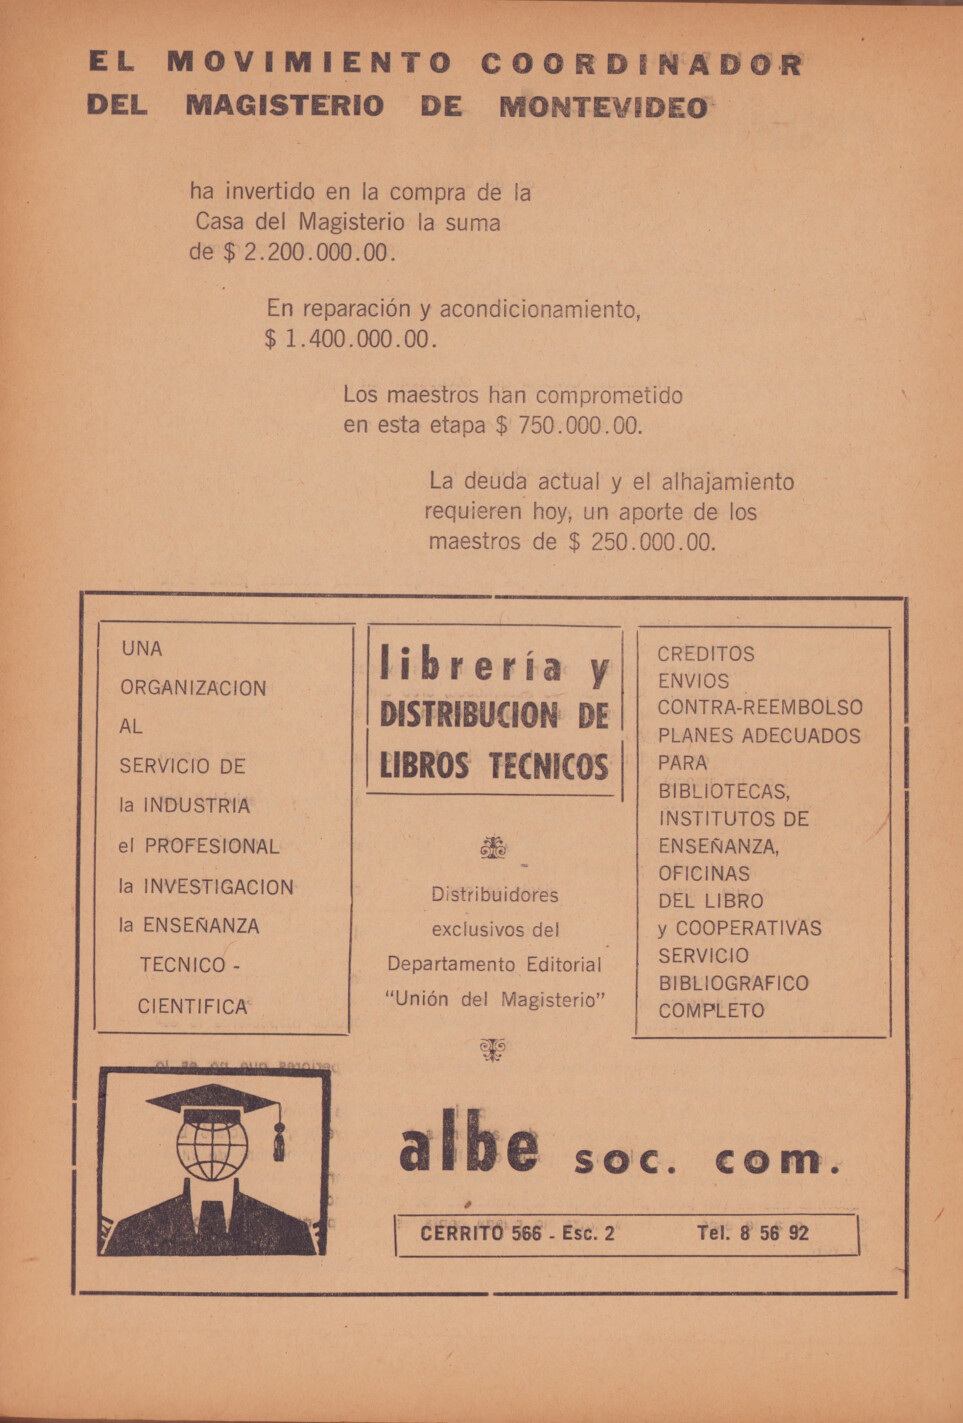 EL MOVIMIENTO COORDINADOR
DEL MAGISTERIO DE MONTEVIDEO
ha invertido en la compra de la
Casa del Magisterio la suma
de $ 2.200.000.00.
En reparación y acondicionamiento,
$ 1.400.000.00.
Los maestros han comprometido
en esta etapa $ 750.000.00.
La deuda actual y el alhajamiento
requieren hoy, un aporte de los
maestros de $ 250.000.00.
UNA
ORGANIZACION
AL
SERVICIO DE
la INDUSTRIA
el PROFESIONAL
la INVESTIGACION
la ENSEÑANZA
TECNICO -
CIENTIFICA
librería y
DISTRIBUCION DE
LIBROS TECNICOS
Distribuidores
exclusivos del
Departamento Editorial
"Unión del Magisterio"
CREDITOS
ENVIOS
CONTRA-REEMBOLSO
PLANES ADECUADOS
PARA
BIBLIOTECAS,
INSTITUTOS DE
ENSEÑANZA,
OFICINAS
DEL LIBRO
y COOPERATIVAS
SERVICIO
BIBLIOGRAFICO
COMPLETO
albe soc. com.
CERRITO 566 - Esc. 2 Tel. 8 56 92